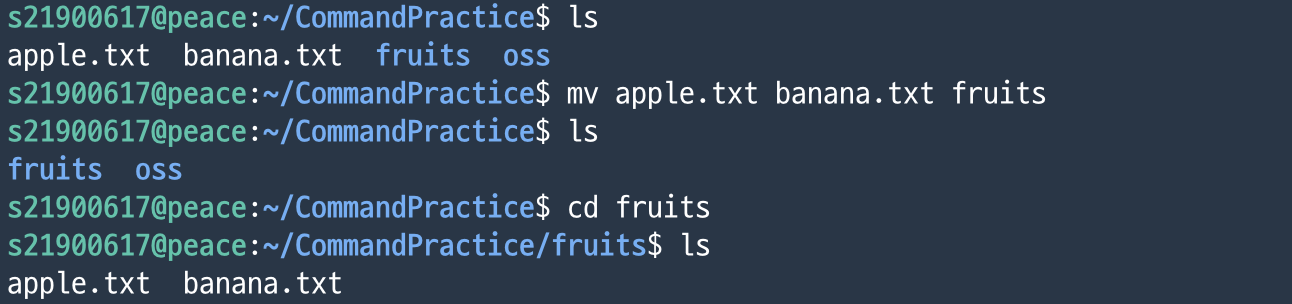 s21900617@peace:~/CommandPractice$ ls
apple.txt  banana.txt  fruits  oss
s21900617@peace:~/CommandPractice$ mv apple.txt banana.txt fruits
s21900617@peace:~/CommandPractice$ ls
fruits  oss
s21900617@peace:~/CommandPractice$ cd fruits
s21900617@peace:~/CommandPractice/fruits$ ls
apple.txt  banana.txt